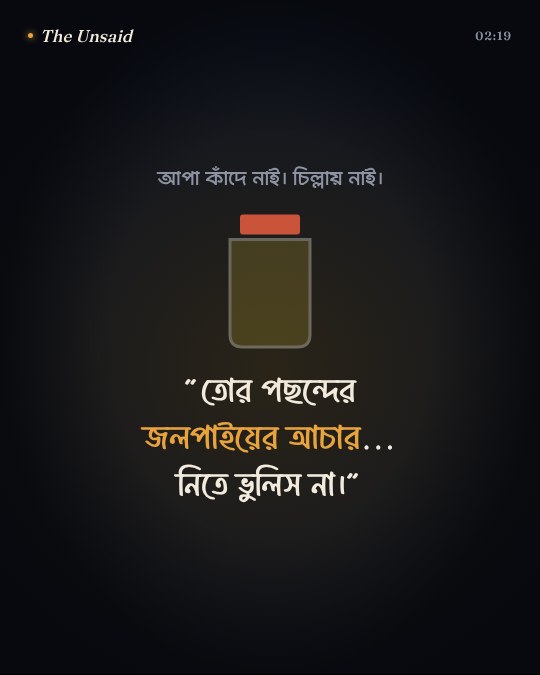 The Unsaid
02:19
আপা কাঁদে নাই। চিল্লায় নাই।
“তোর পছন্দের
জলপাইয়ের আচার...
নিতে ভুলিস না।”